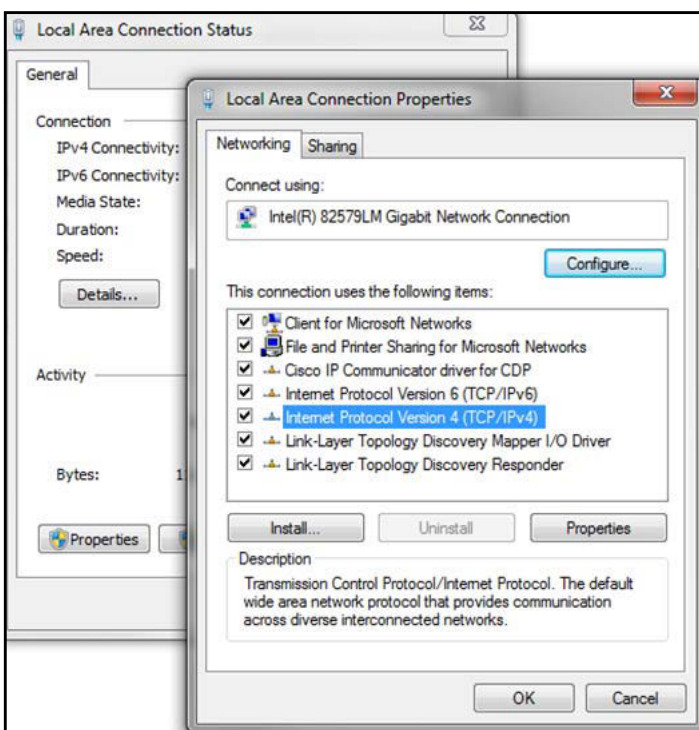 Local Area Connection Status
General
Connection
IPv4 Connectivity:
IPv6 Connectivity:
Media State:
Duration:
Speed:
Details...
Activity
Bytes:
Properties
Local Area Connection Properties
Networking
Sharing
Connect using:
Intel(R) 82579LM Gigabit Network Connection
Configure...
This connection uses the following items:
Client for Microsoft Networks
File and Printer Sharing for Microsoft Networks
Cisco IP Communicator driver for CDP
Internet Protocol Version 6 (TCP/IPv6)
Internet Protocol Version 4 (TCP/IPv4)
Link-Layer Topology Discovery Mapper I/O Driver
Link-Layer Topology Discovery Responder
Install...
Uninstall
Properties
Description
Transmission Control Protocol/Internet Protocol. The default
wide area network protocol that provides communication
across diverse interconnected networks.
OK
Cancel